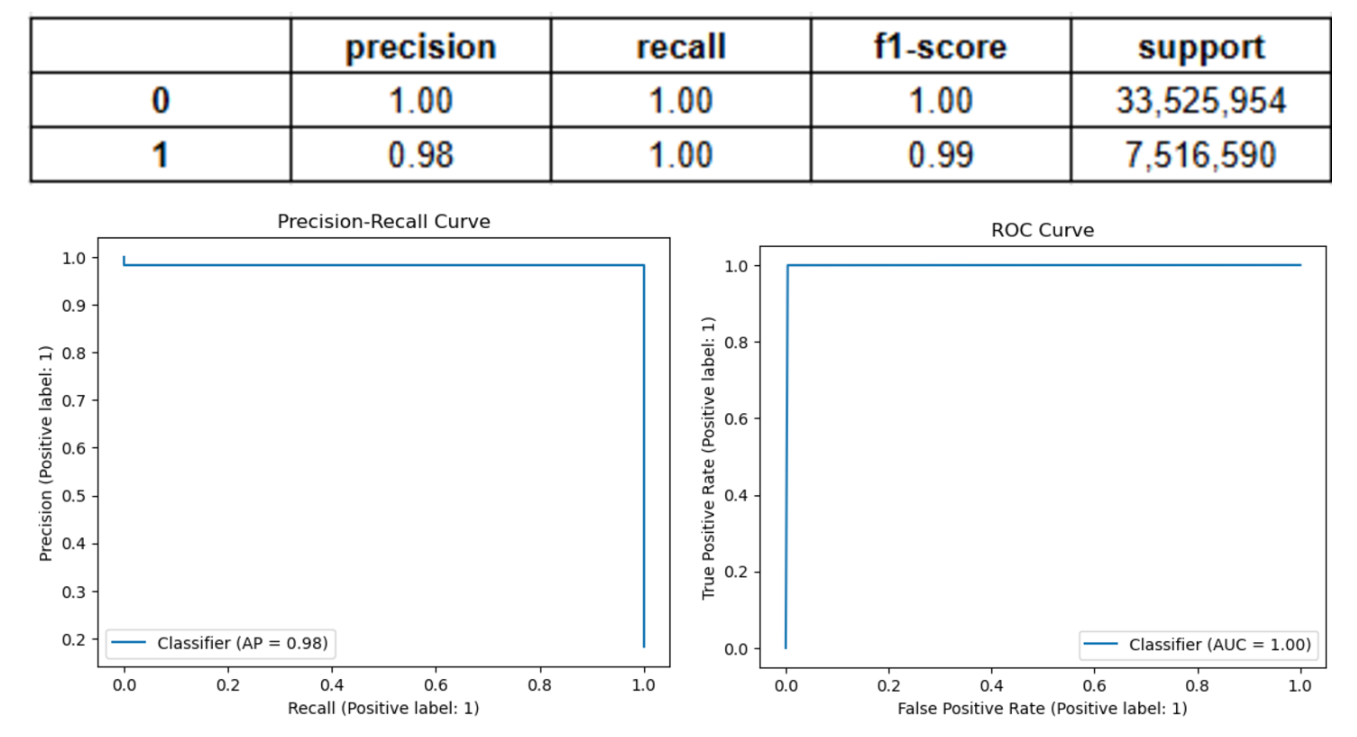 precision recall f1-score support
0 1.00 1.00 1.00 33,525,954
1 0.98 1.00 0.99 7,516,590
Precision-Recall Curve
1.0
0.9
0.8
0.7
0.6
0.5
0.4
0.3
0.2
Precision (Positive label: 1)
Classifier (AP = 0.98)
0.0 0.2 0.4 0.6 0.8 1.0
Recall (Positive label: 1)
ROC Curve
1.0
0.8
0.6
0.4
0.2
0.0
True Positive Rate (Positive label: 1)
Classifier (AUC = 1.00)
0.0 0.2 0.4 0.6 0.8 1.0
False Positive Rate (Positive label: 1)